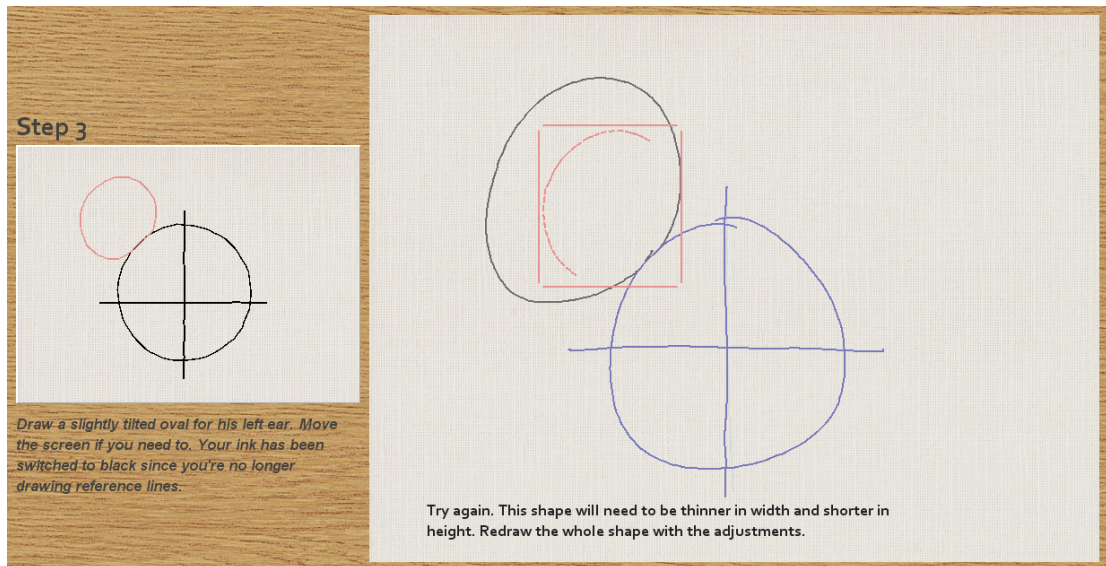 Step 3
Draw a slightly tilted oval for his left ear. Move
the screen if you need to. Your ink has been
switched to black since you're no longer
drawing reference lines.
Try again. This shape will need to be thinner in width and shorter in
height. Redraw the whole shape with the adjustments.